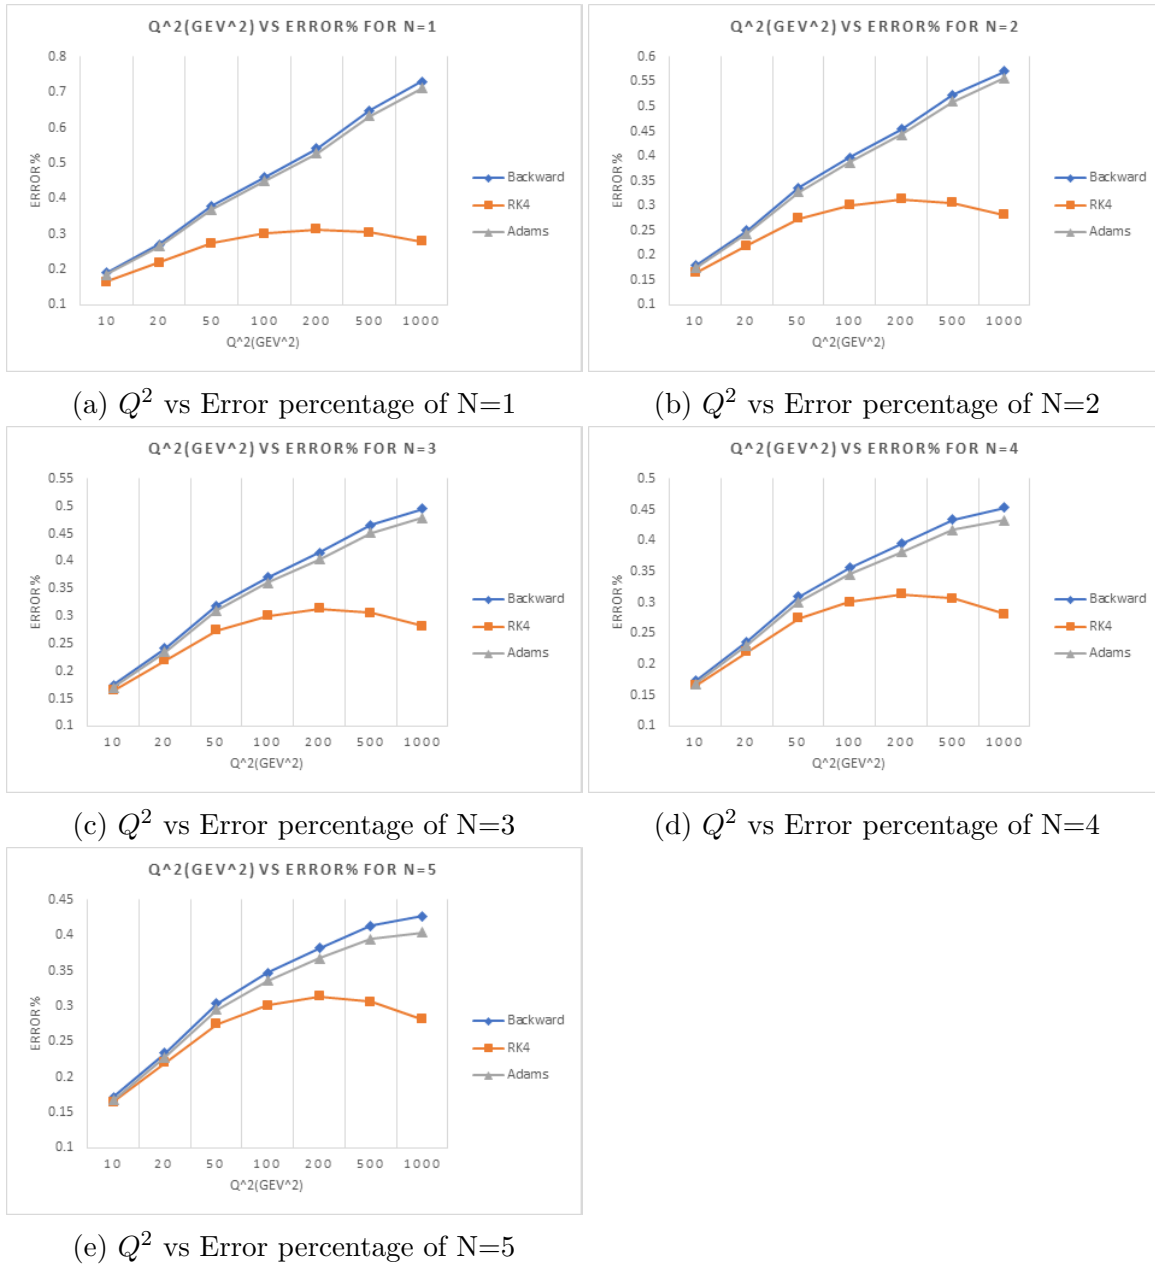 Q^2(GEV^2) VS ERROR% FOR N=1
0.8
0.7
0.6
0.5
0.4
0.3
0.2
0.1
ERROR%
10 20 50 100 200 500 1000
Q^2(GEV^2)
Backward
RK4
Adams
(a) Q² vs Error percentage of N=1
Q^2(GEV^2) VS ERROR% FOR N=2
0.6
0.55
0.5
0.45
0.4
0.35
0.3
0.25
0.2
0.15
0.1
ERROR%
10 20 50 100 200 500 1000
Q^2(GEV^2)
Backward
RK4
Adams
(b) Q² vs Error percentage of N=2
Q^2(GEV^2) VS ERROR% FOR N=3
0.55
0.5
0.45
0.4
0.35
0.3
0.25
0.2
0.15
0.1
ERROR%
10 20 50 100 200 500 1000
Q^2(GEV^2)
Backward
RK4
Adams
(c) Q² vs Error percentage of N=3
Q^2(GEV^2) VS ERROR% FOR N=4
0.5
0.45
0.4
0.35
0.3
0.25
0.2
0.15
0.1
ERROR%
10 20 50 100 200 500 1000
Q^2(GEV^2)
Backward
RK4
Adams
(d) Q² vs Error percentage of N=4
Q^2(GEV^2) VS ERROR% FOR N=5
0.45
0.4
0.35
0.3
0.25
0.2
0.15
0.1
ERROR%
10 20 50 100 200 500 1000
Q^2(GEV^2)
Backward
RK4
Adams
(e) Q² vs Error percentage of N=5